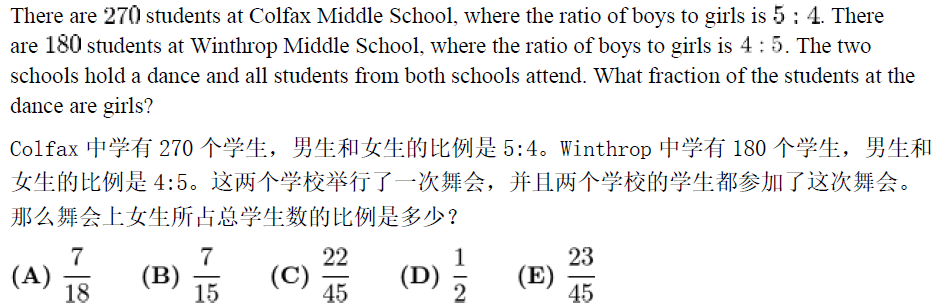 There are 270 students at Colfax Middle School, where the ratio of boys to girls is 5 : 4. There
are 180 students at Winthrop Middle School, where the ratio of boys to girls is 4 : 5. The two
schools hold a dance and all students from both schools attend. What fraction of the students at the
dance are girls?
Colfax 中学有 270 个学生，男生和女生的比例是 5:4。Winthrop 中学有 180 个学生，男生和
女生的比例是 4:5。这两个学校举行了一次舞会，并且两个学校的学生都参加了这次舞会。
那么舞会上女生所占总学生数的比例是多少？
(A) 7/18 (B) 7/15 (C) 22/45 (D) 1/2 (E) 23/45